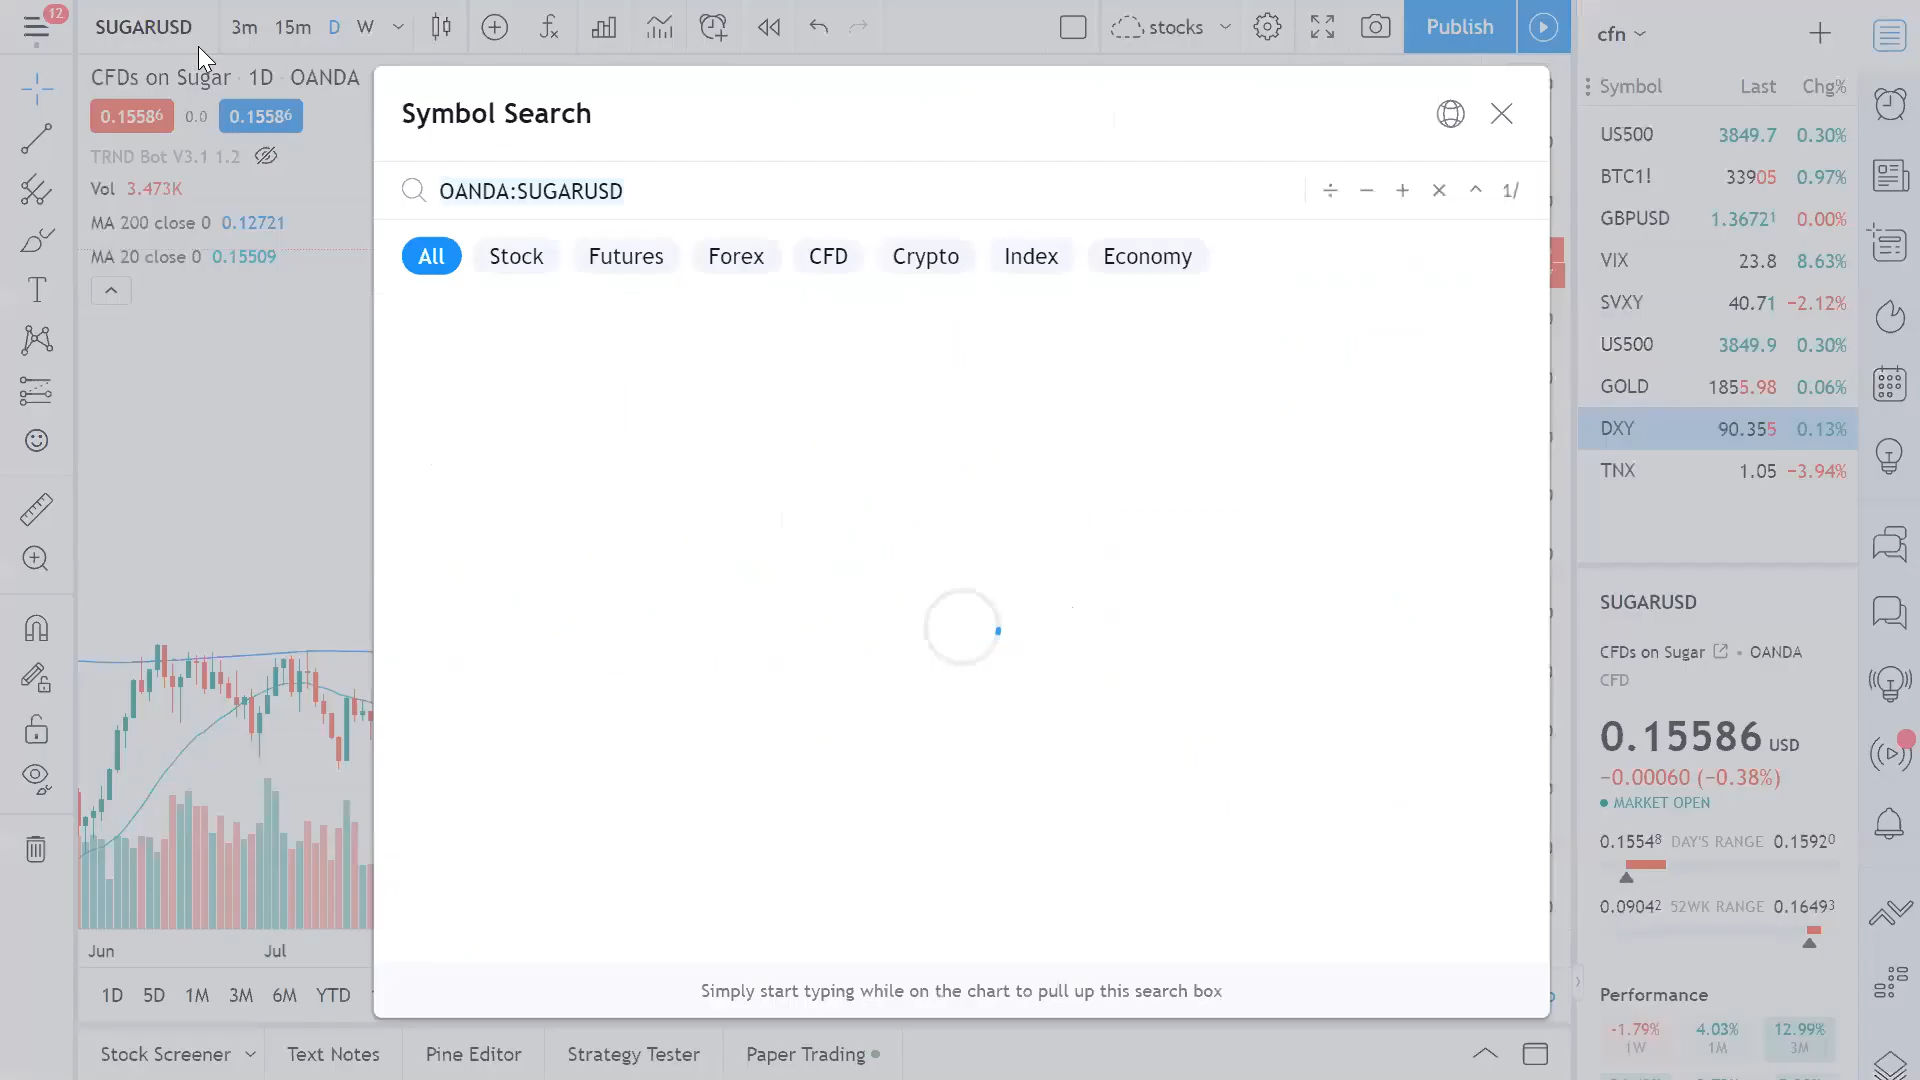 12
SUGARUSD 3m 15m D W stocks Publish
CFDs on Sugar · 1D · OANDA
0.15586 0.0 0.15586
TRND Bot V3.1 1.2
Vol 3.473K
MA 200 close 0 0.12721
MA 20 close 0 0.15509
Jun Jul
1D 5D 1M 3M 6M YTD
Stock Screener Text Notes Pine Editor Strategy Tester Paper Trading
Symbol Search
OANDA:SUGARUSD ÷ − + × ^ 1/
All Stock Futures Forex CFD Crypto Index Economy
Simply start typing while on the chart to pull up this search box
cfn
Symbol Last Chg%
US500 3849.7 0.30%
BTC1! 33905 0.97%
GBPUSD 1.36721 0.00%
VIX 23.8 8.63%
SVXY 40.71 −2.12%
US500 3849.9 0.30%
GOLD 1855.98 0.06%
DXY 90.355 0.13%
TNX 1.05 −3.94%
SUGARUSD
CFDs on Sugar • OANDA
CFD
0.15586 USD
−0.00060 (−0.38%)
MARKET OPEN
0.15548 DAY'S RANGE 0.15920
0.09042 52WK RANGE 0.16493
Performance
-1.79% 4.03% 12.99%
1W 1M 3M